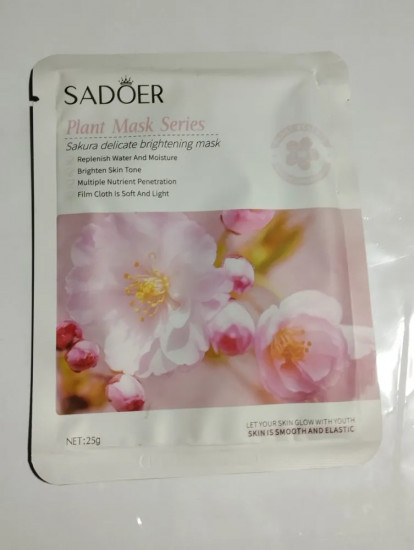 SADOER
Plant Mask Series
Sakura delicate brightening mask
Replenish Water And Moisture
Brighten Skin Tone
Multiple Nutrient Penetration
Film Cloth Is Soft And Light
LET YOUR SKIN GLOW WITH YOUTH
SKIN IS SMOOTH AND ELASTIC
NET:25g